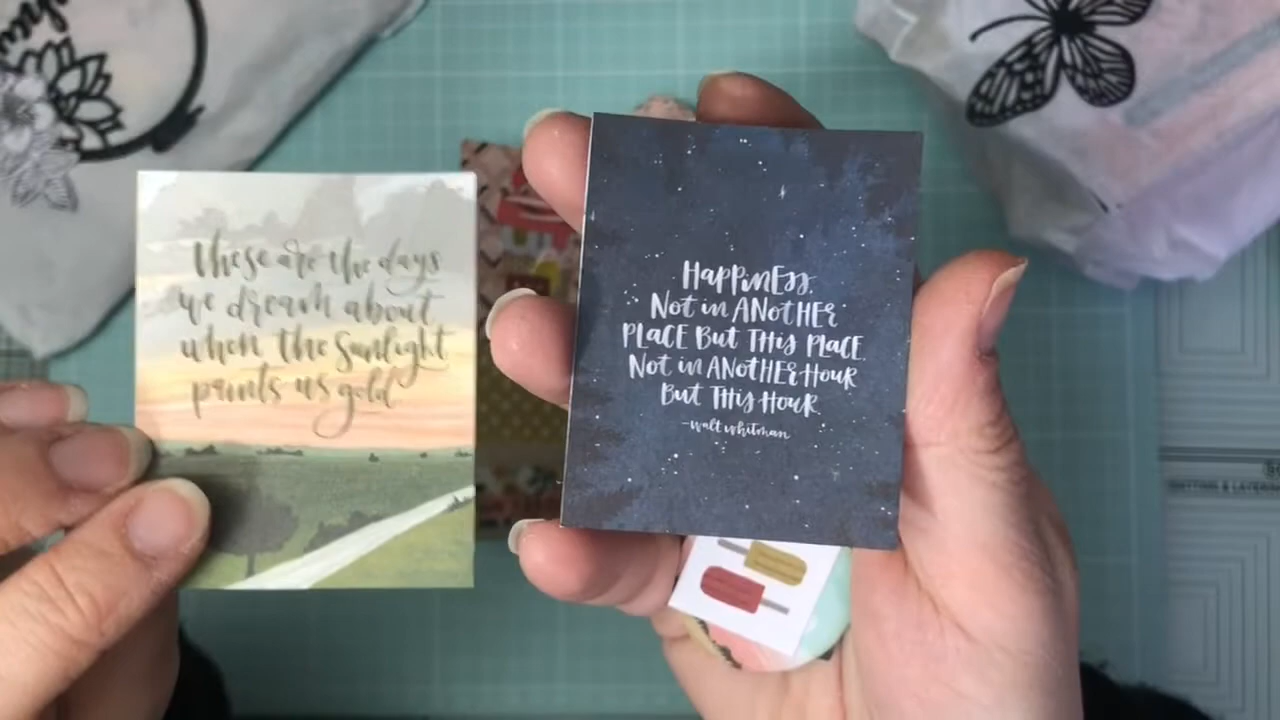 these are the days
we dream about
when the sunlight
paints us gold
HAPPINESS.
Not in ANotHER
PLACE But THis PLACE.
Not in ANotHER Hour
But THis Hour.
-Walt Whitman